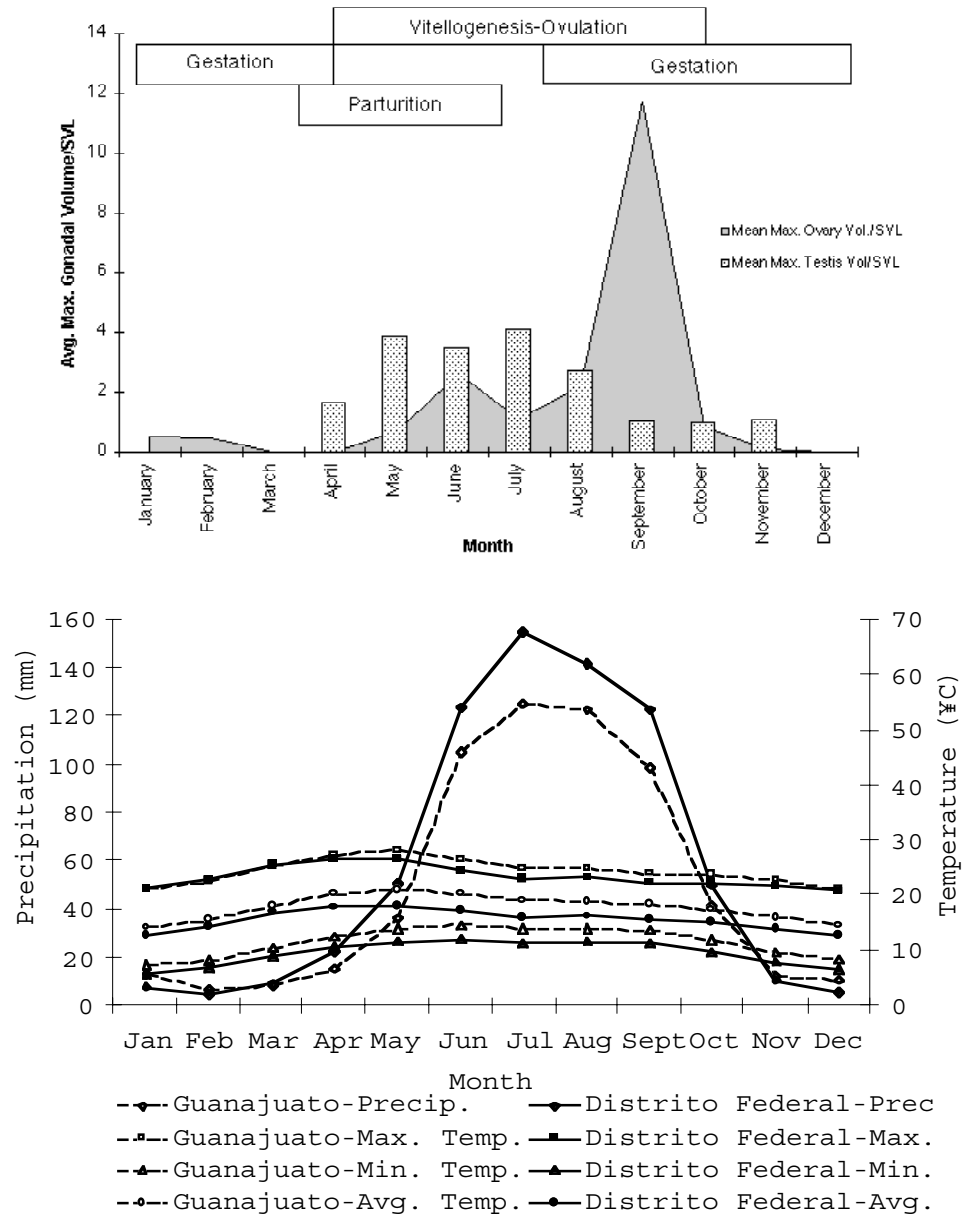 14
12
10
8
6
4
2
0
Avg. Max. Gonadal Volume/SVL
Vitellogenesis-Ovulation
Gestation
Gestation
Parturition
Mean Max. Ovary Vol./SVL
Mean Max. Testis Vol/SVL
January
February
March
April
May
June
July
August
September
October
November
December
Month
160
140
120
100
80
60
40
20
0
Precipitation (mm)
70
60
50
40
30
20
10
0
Temperature (¥C)
Jan Feb Mar Apr May Jun Jul Aug Sept Oct Nov Dec
Month
Guanajuato-Precip. Distrito Federal-Prec
Guanajuato-Max. Temp. Distrito Federal-Max.
Guanajuato-Min. Temp. Distrito Federal-Min.
Guanajuato-Avg. Temp. Distrito Federal-Avg.